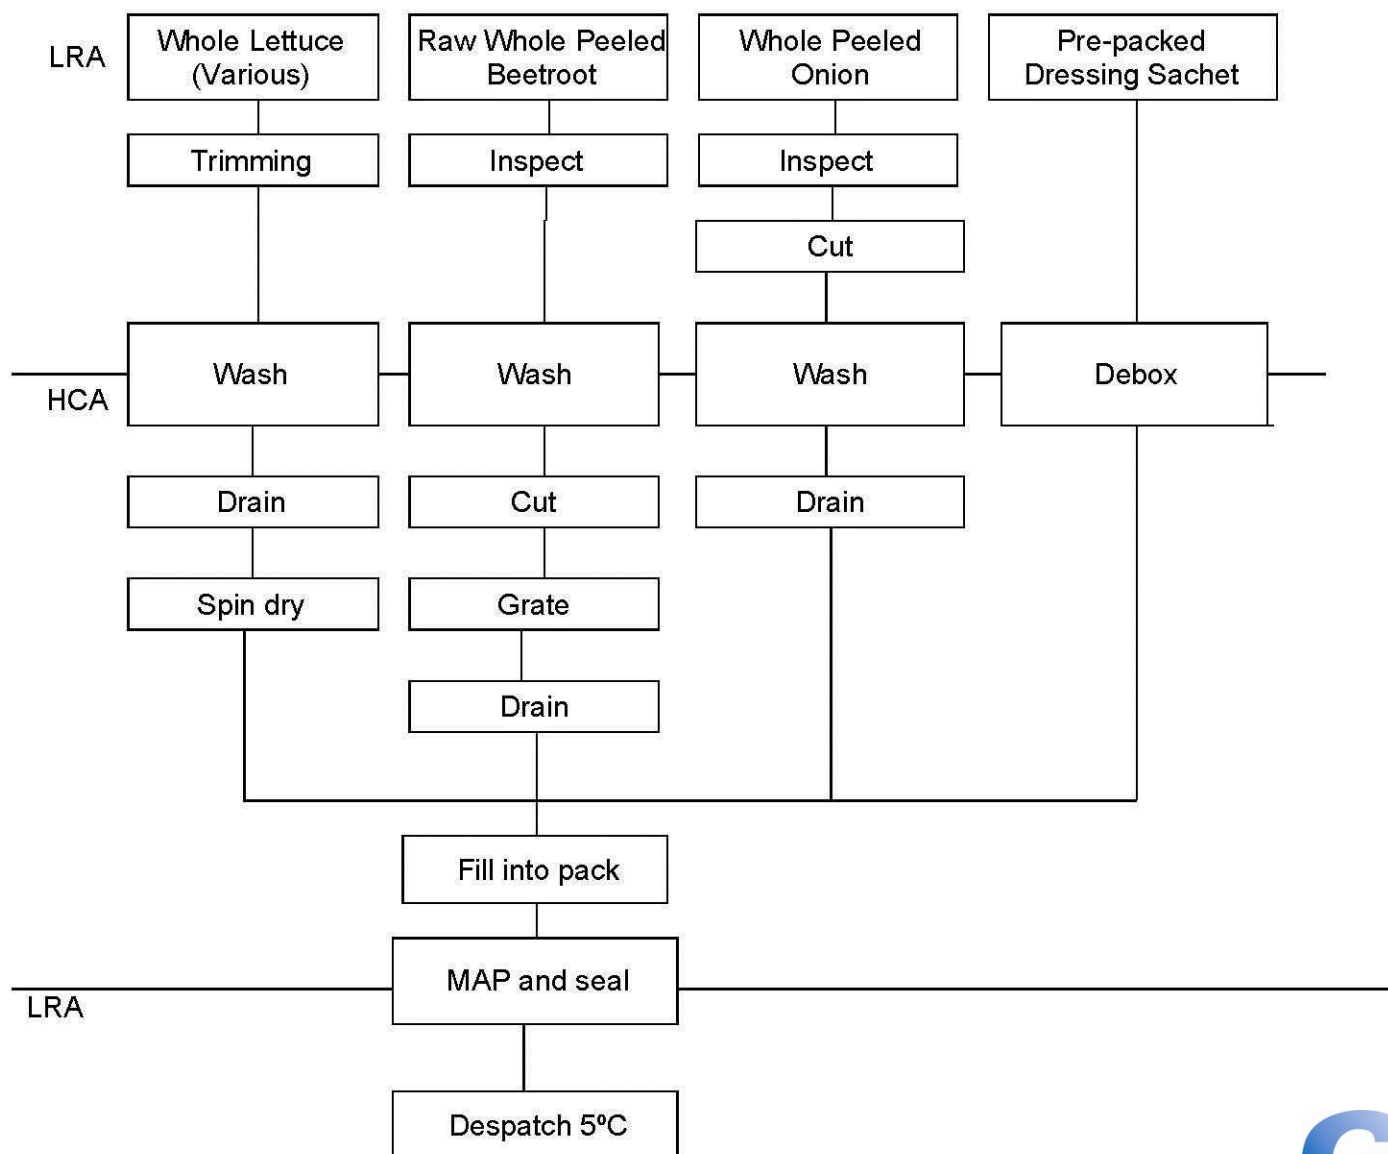 LRA
Whole Lettuce
(Various)
Raw Whole Peeled
Beetroot
Whole Peeled
Onion
Pre-packed
Dressing Sachet
Trimming
Inspect
Inspect
Cut
Wash
Wash
Wash
Debox
HCA
Drain
Cut
Drain
Spin dry
Grate
Drain
Fill into pack
MAP and seal
LRA
Despatch 5ºC